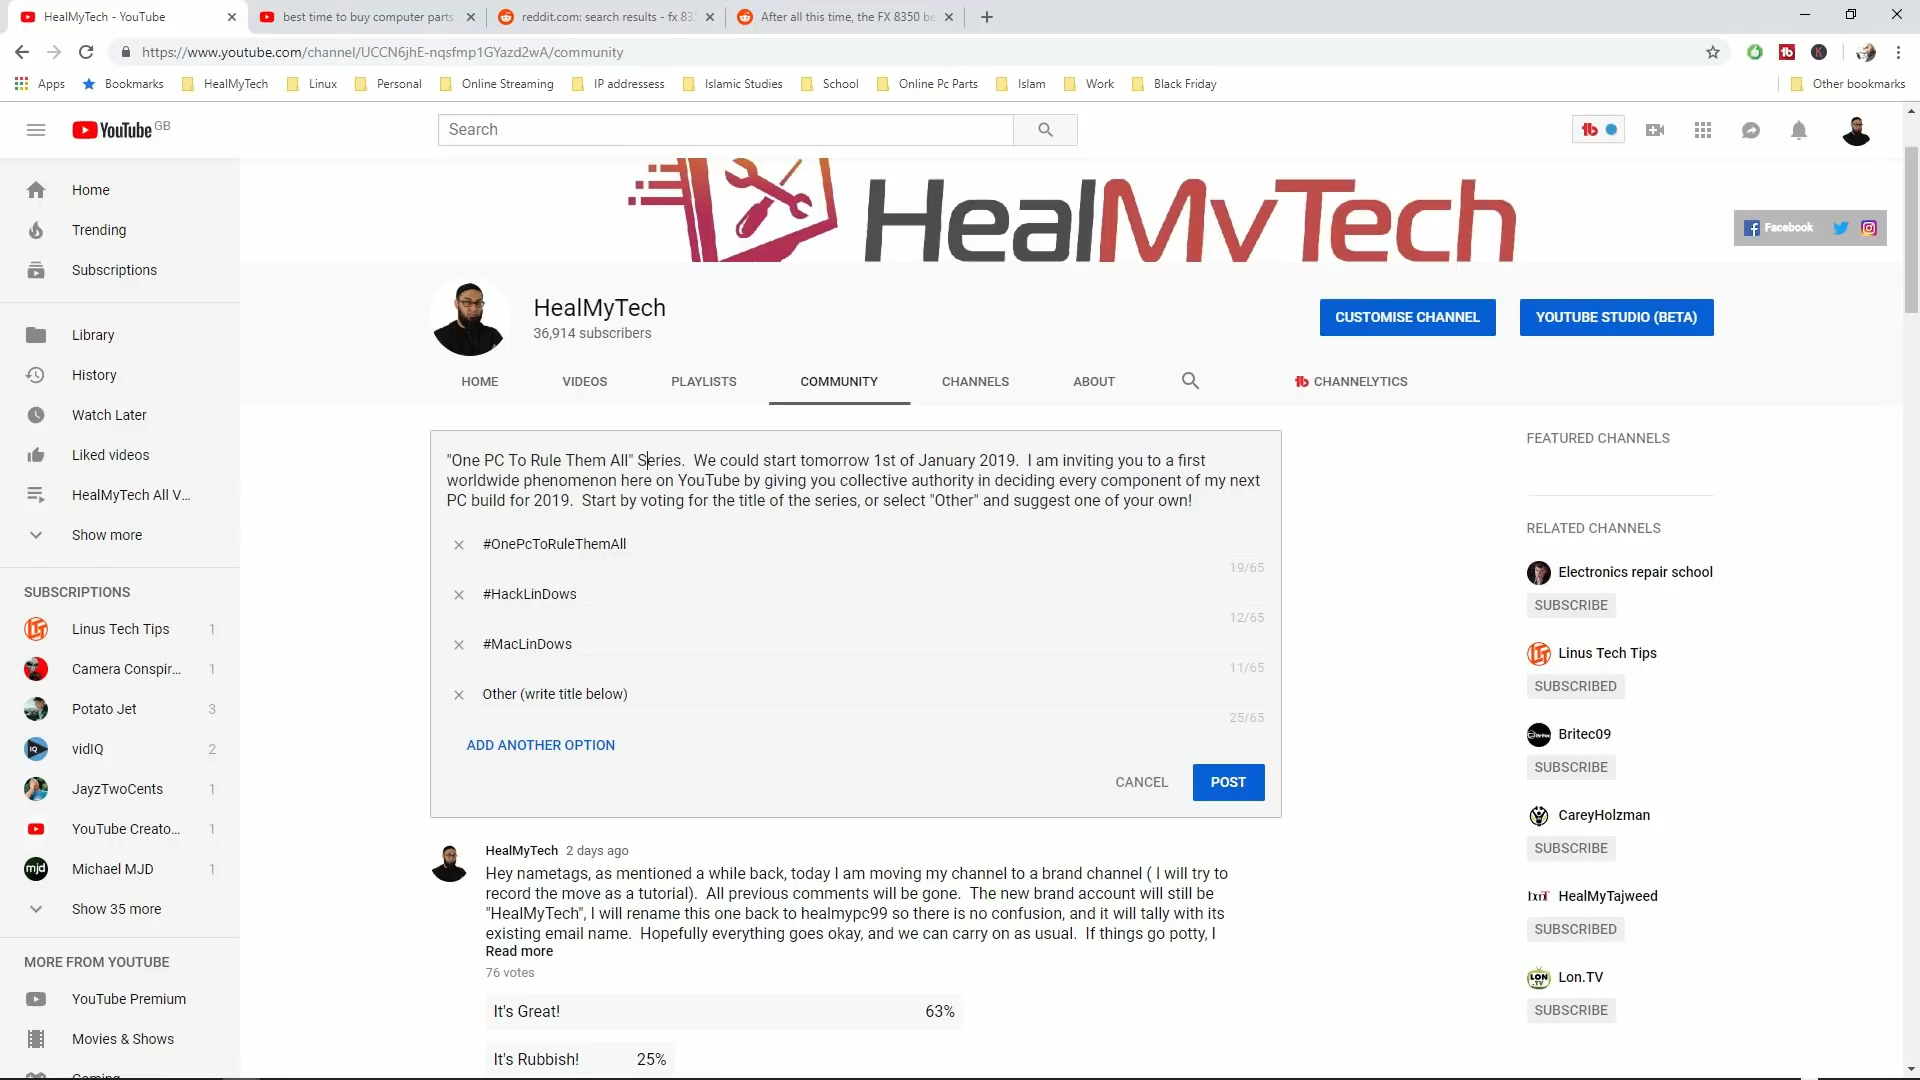 HealMyTech - YouTube
best time to buy computer parts
reddit.com: search results - fx 83
After all this time, the FX 8350 be
https://www.youtube.com/channel/UCCN6jhE-nqsfmp1GYazd2wA/community
Apps
Bookmarks
HealMyTech
Linux
Personal
Online Streaming
IP addressess
Islamic Studies
School
Online Pc Parts
Islam
Work
Black Friday
Other bookmarks
YouTube GB
Search
Home
Trending
Subscriptions
Library
History
Watch Later
Liked videos
HealMyTech All V...
Show more
SUBSCRIPTIONS
Linus Tech Tips 1
Camera Conspir... 1
Potato Jet 3
vidIQ 2
JayzTwoCents 1
YouTube Creato... 1
Michael MJD 1
Show 35 more
MORE FROM YOUTUBE
YouTube Premium
Movies & Shows
Gaming
HealMyTech
Facebook
HealMyTech
36,914 subscribers
CUSTOMISE CHANNEL
YOUTUBE STUDIO (BETA)
HOME
VIDEOS
PLAYLISTS
COMMUNITY
CHANNELS
ABOUT
CHANNELYTICS
"One PC To Rule Them All" Series.  We could start tomorrow 1st of January 2019.  I am inviting you to a first
worldwide phenomenon here on YouTube by giving you collective authority in deciding every component of my next
PC build for 2019.  Start by voting for the title of the series, or select "Other" and suggest one of your own!
#OnePcToRuleThemAll
19/65
#HackLinDows
12/65
#MacLinDows
11/65
Other (write title below)
25/65
ADD ANOTHER OPTION
CANCEL
POST
HealMyTech 2 days ago
Hey nametags, as mentioned a while back, today I am moving my channel to a brand channel ( I will try to
record the move as a tutorial).  All previous comments will be gone.  The new brand account will still be
"HealMyTech", I will rename this one back to healmypc99 so there is no confusion, and it will tally with its
existing email name.  Hopefully everything goes okay, and we can carry on as usual.  If things go potty, I
Read more
76 votes
It's Great! 63%
It's Rubbish! 25%
FEATURED CHANNELS
RELATED CHANNELS
Electronics repair school
SUBSCRIBE
Linus Tech Tips
SUBSCRIBED
Britec09
SUBSCRIBE
CareyHolzman
SUBSCRIBE
HealMyTajweed
SUBSCRIBED
Lon.TV
SUBSCRIBE